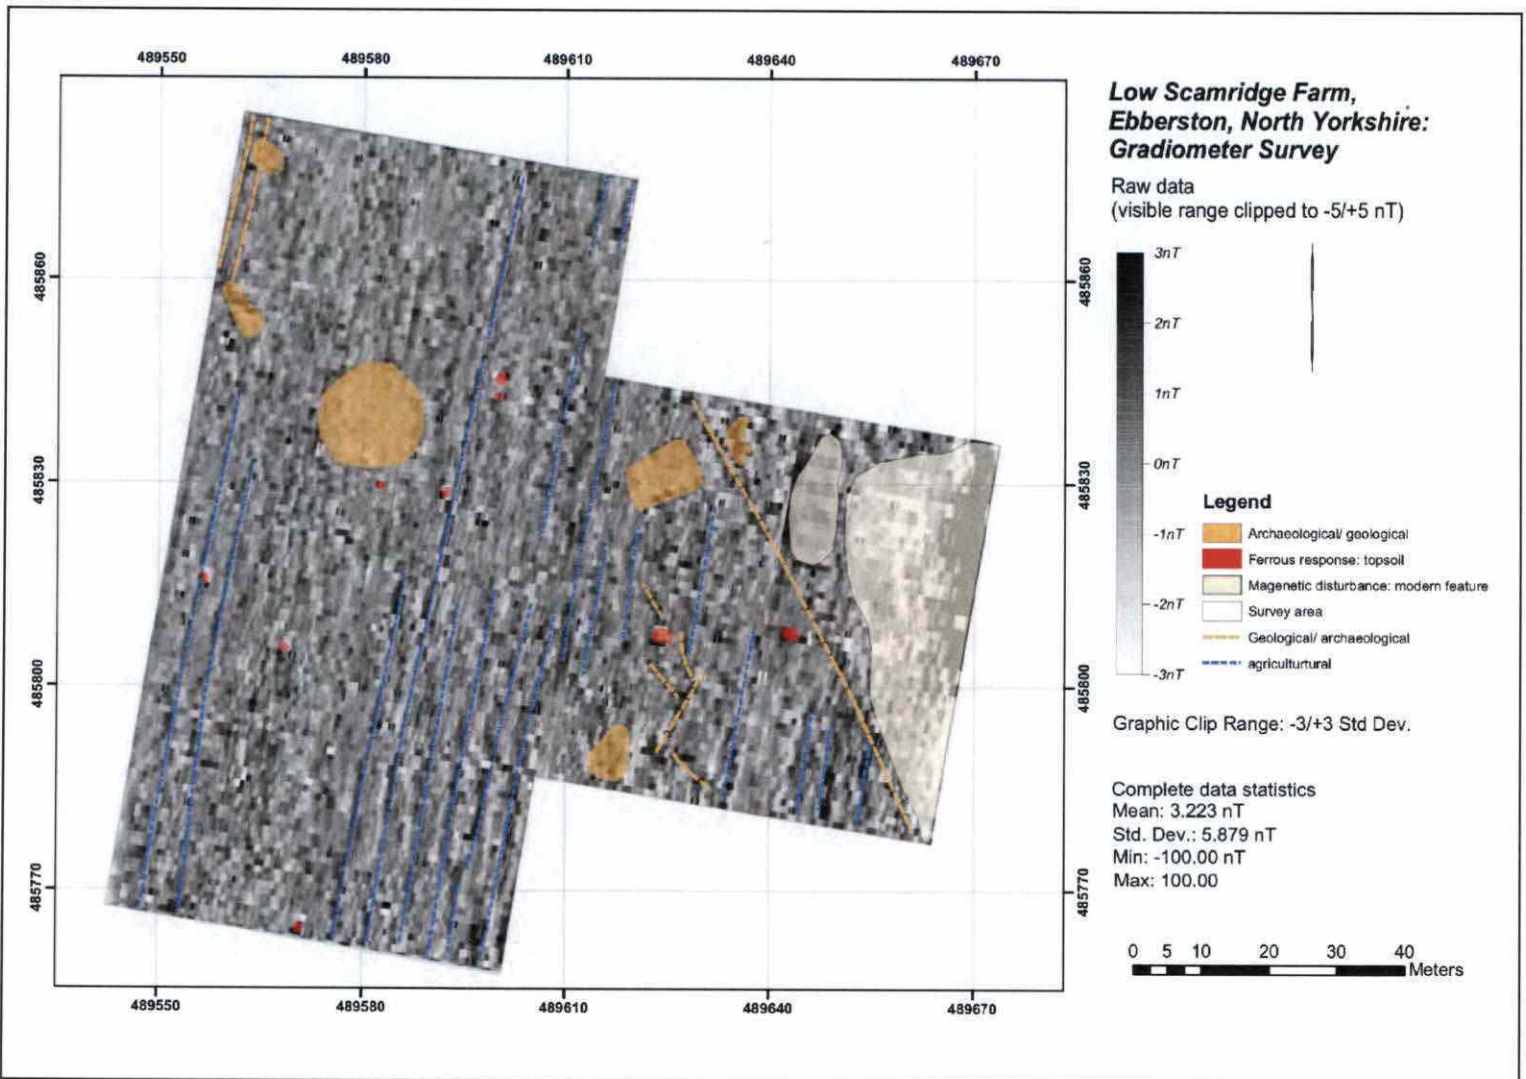 489550
489580
489610
489640
489670
485860
485830
485800
485770
485860
485830
485800
485770
489550
489580
489610
489640
489670
Low Scamridge Farm,
Ebberston, North Yorkshire:
Gradiometer Survey
Raw data
(visible range clipped to -5/+5 nT)
3nT
2nT
1nT
0nT
-1nT
-2nT
-3nT
Legend
Archaeological/ geological
Ferrous response: topsoil
Magenetic disturbance: modern feature
Survey area
Geological/ archaeological
agriculturtural
Graphic Clip Range: -3/+3 Std Dev.
Complete data statistics
Mean: 3.223 nT
Std. Dev.: 5.879 nT
Min: -100.00 nT
Max: 100.00
0 5 10 20 30 40
Meters